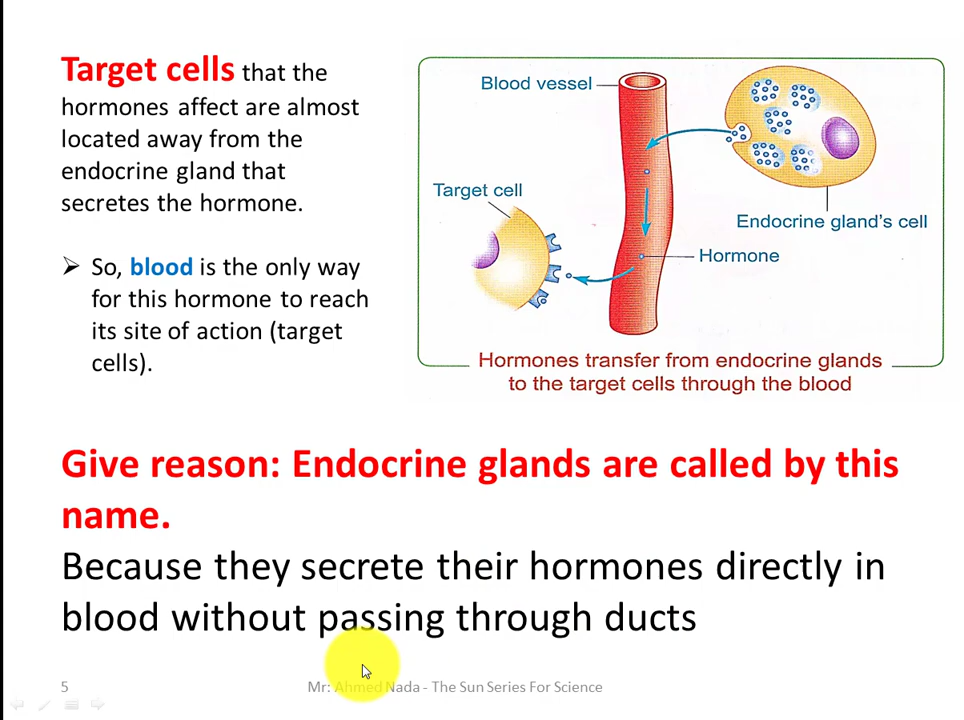 Target cells that the
hormones affect are almost
located away from the
endocrine gland that
secretes the hormone.
➢ So, blood is the only way
for this hormone to reach
its site of action (target
cells).
Blood vessel
Target cell
Endocrine gland's cell
Hormone
Hormones transfer from endocrine glands
to the target cells through the blood
Give reason: Endocrine glands are called by this
name.
Because they secrete their hormones directly in
blood without passing through ducts
5
Mr: Ahmed Nada - The Sun Series For Science